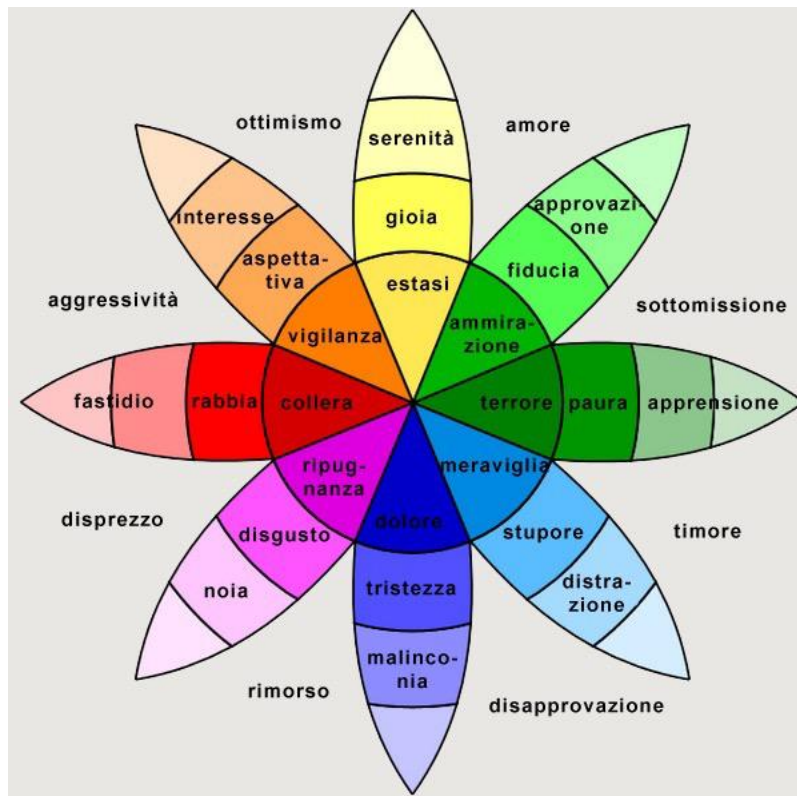 ottimismo
serenità
amore
interesse
gioia
approvazi-
one
aspetta-
tiva
estasi
fiducia
aggressività
vigilanza
ammira-
zione
sottomissione
fastidio
rabbia
collera
terrore
paura
apprensione
ripug-
nanza
meraviglia
disprezzo
disgusto
dolore
stupore
timore
noia
tristezza
distra-
zione
rimorso
malinco-
nia
disapprovazione